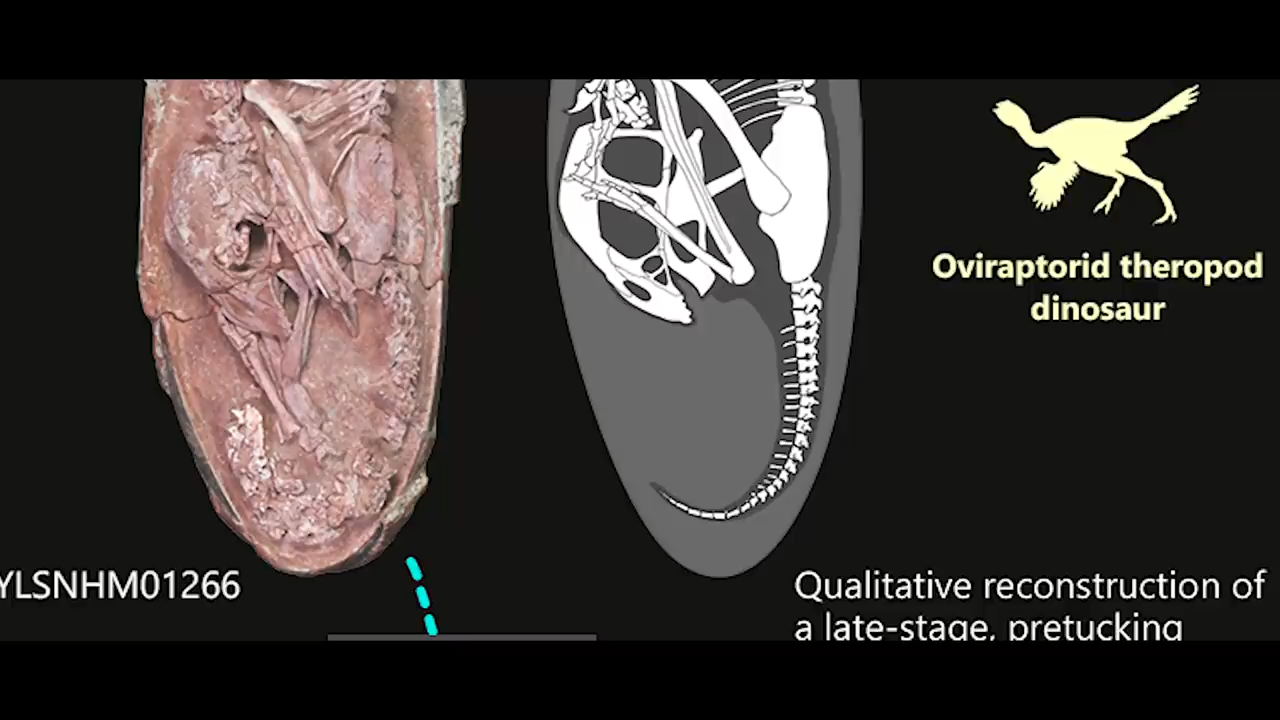 Oviraptorid theropod
dinosaur
YLSNHM01266
Qualitative reconstruction of
a late-stage, pretucking